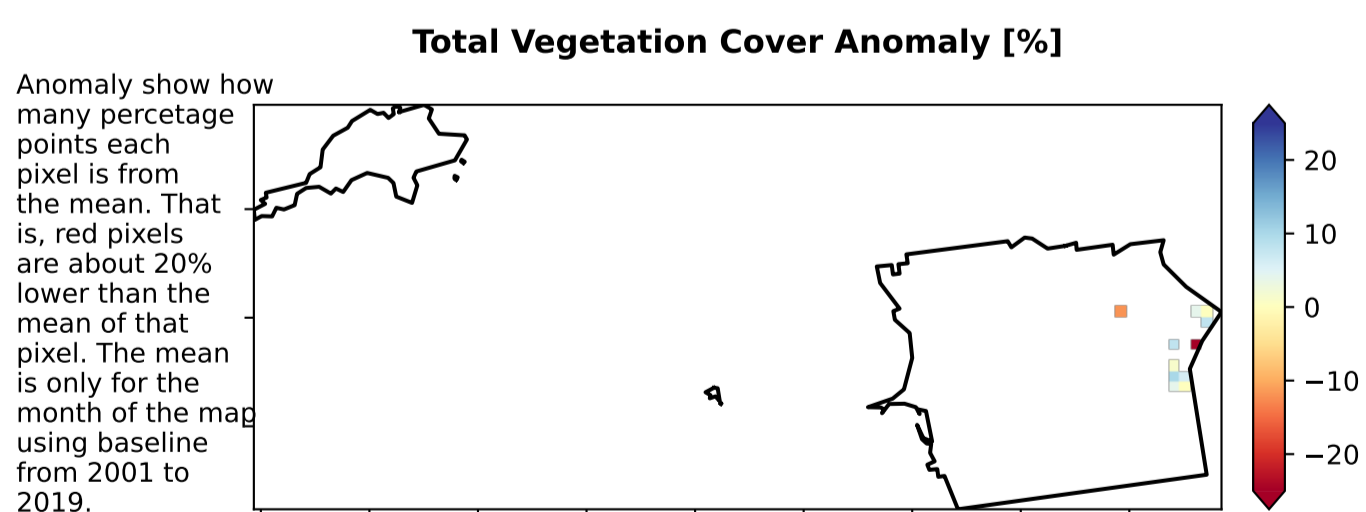 Total Vegetation Cover Anomaly [%]
Anomaly show how
many percetage
points each
pixel is from
the mean. That
is, red pixels
are about 20%
lower than the
mean of that
pixel. The mean
is only for the
month of the map
using baseline
from 2001 to
2019.
20
10
0
−10
−20